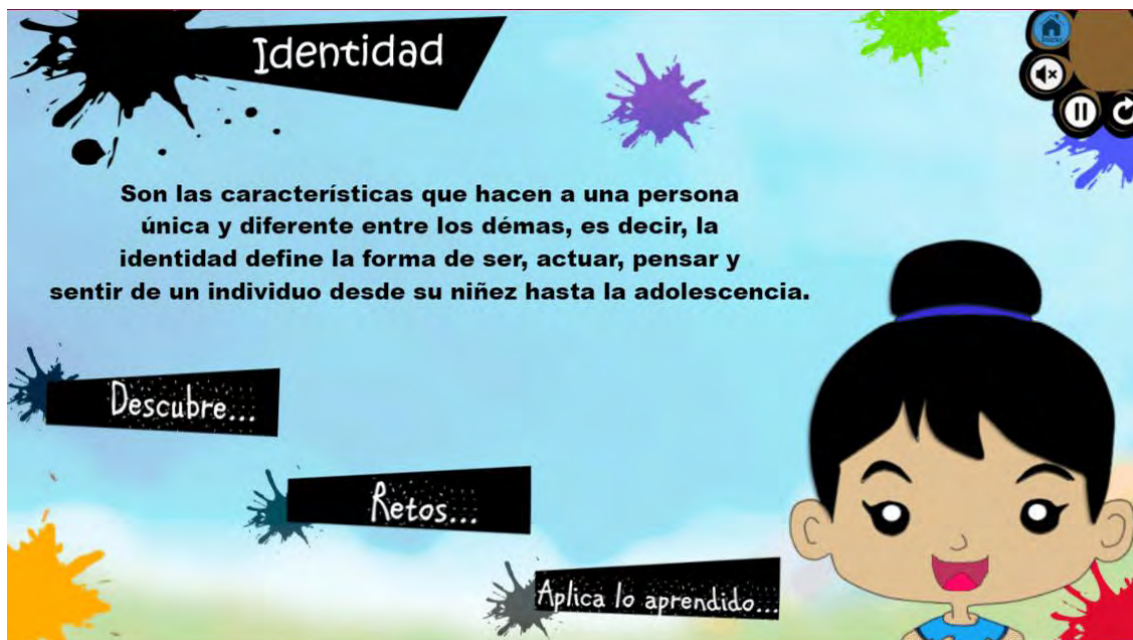 Identidad
Son las características que hacen a una persona
única y diferente entre los démas, es decir, la
identidad define la forma de ser, actuar, pensar y
sentir de un individuo desde su niñez hasta la adolescencia.
Descubre...
Retos...
Aplica lo aprendido...